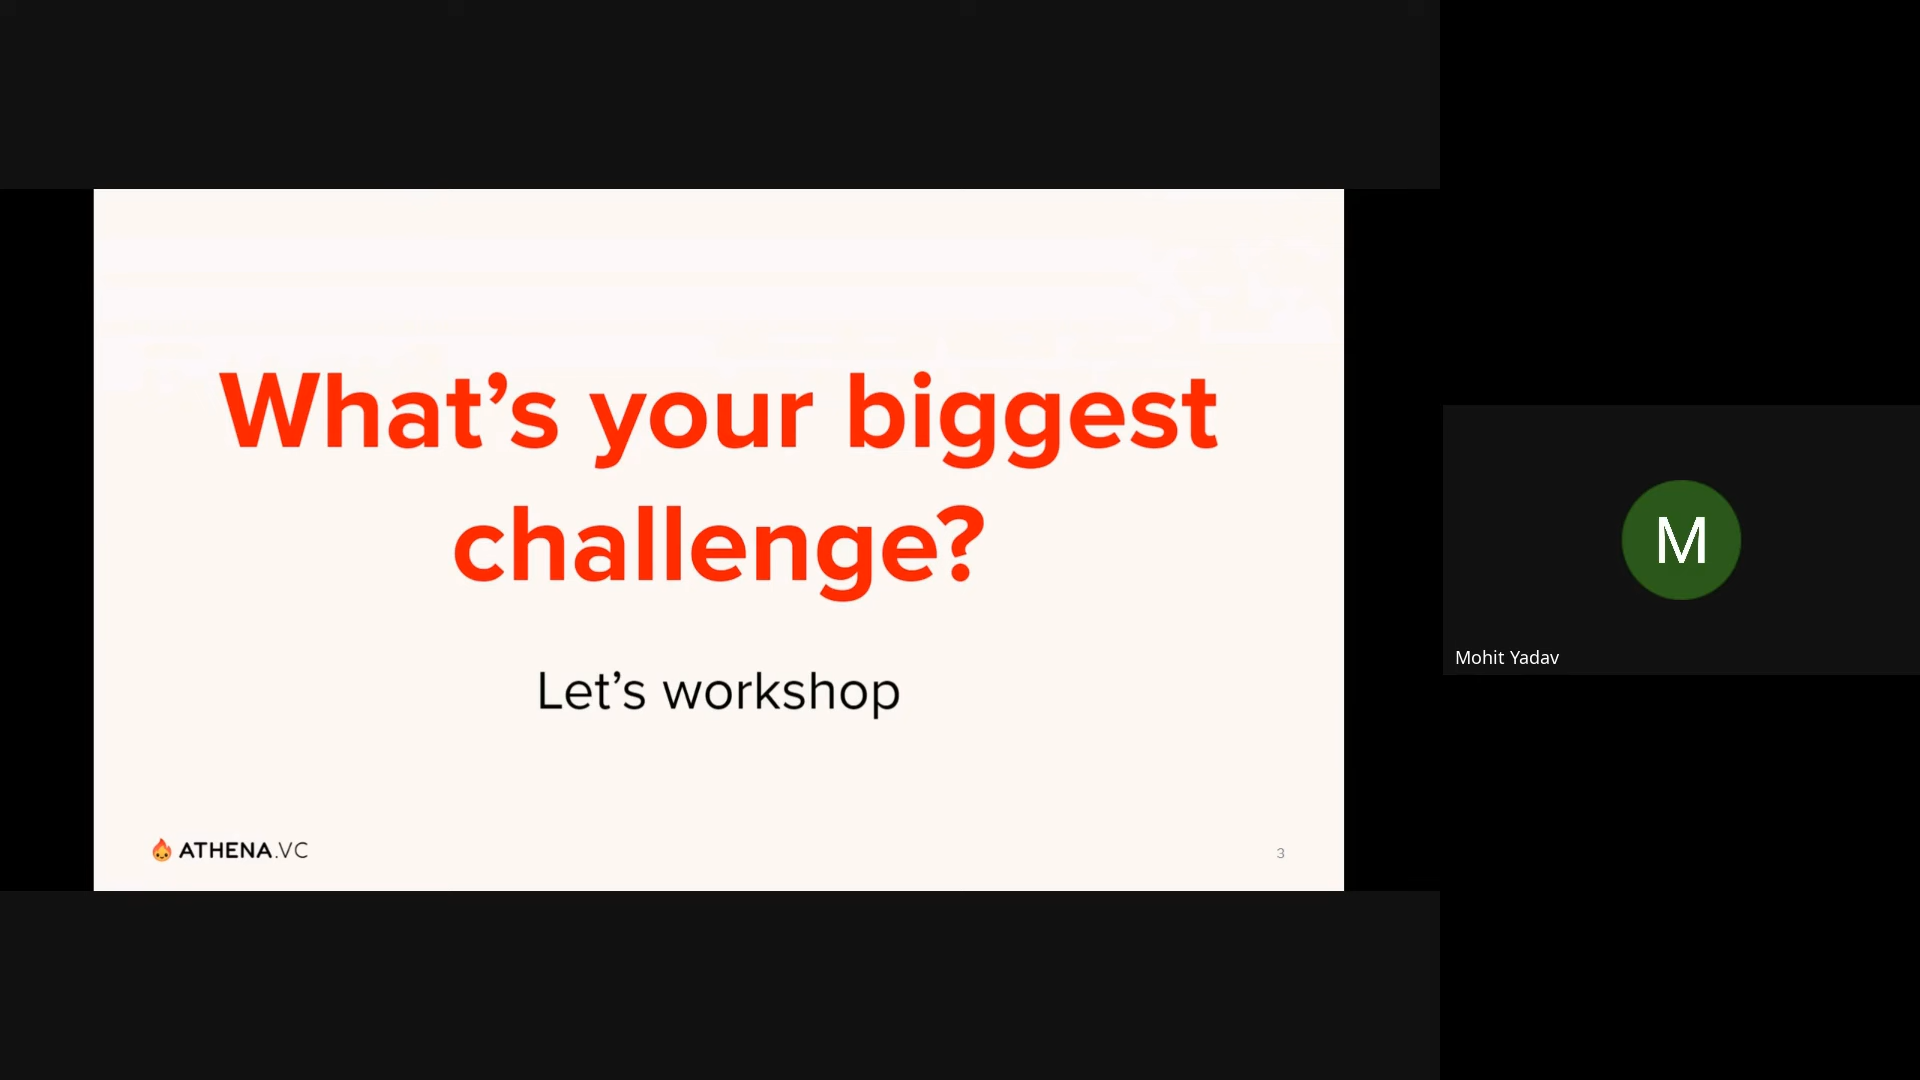 What’s your biggest
challenge?
Let’s workshop
ATHENA.VC
3
M
Mohit Yadav